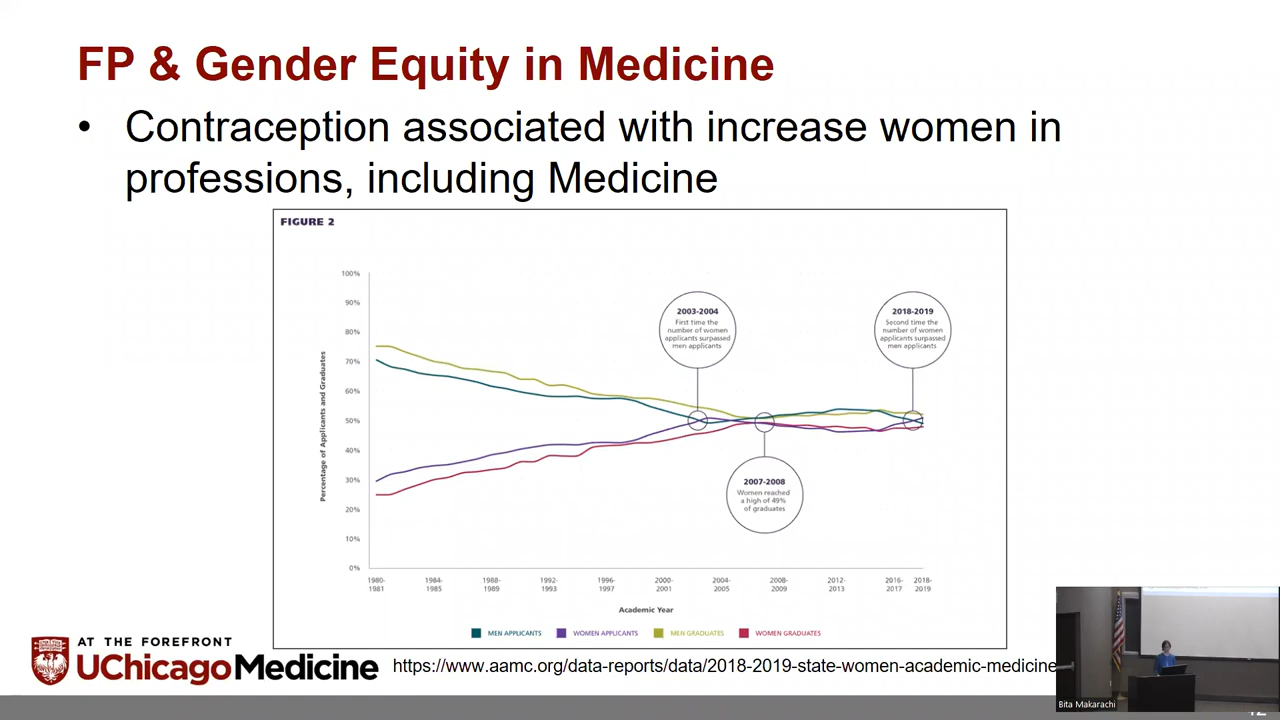 FP & Gender Equity in Medicine
• Contraception associated with increase women in
professions, including Medicine
FIGURE 2
100%
90%
80%
70%
60%
50%
40%
30%
20%
10%
0%
Percentage of Applicants and Graduates
2003-2004
First time the
number of women
applicants surpassed
men applicants
2018-2019
Second time the
number of women
applicants surpassed
men applicants
2007-2008
Women reached
a high of 49%
of graduates
1980-
1981
1984-
1985
1988-
1989
1992-
1993
1996-
1997
2000-
2001
2004-
2005
2008-
2009
2012-
2013
2016-
2017
2018-
2019
Academic Year
MEN APPLICANTS WOMEN APPLICANTS MEN GRADUATES WOMEN GRADUATES
AT THE FOREFRONT
UChicago Medicine
https://www.aamc.org/data-reports/data/2018-2019-state-women-academic-medicine
Bita Makarachi